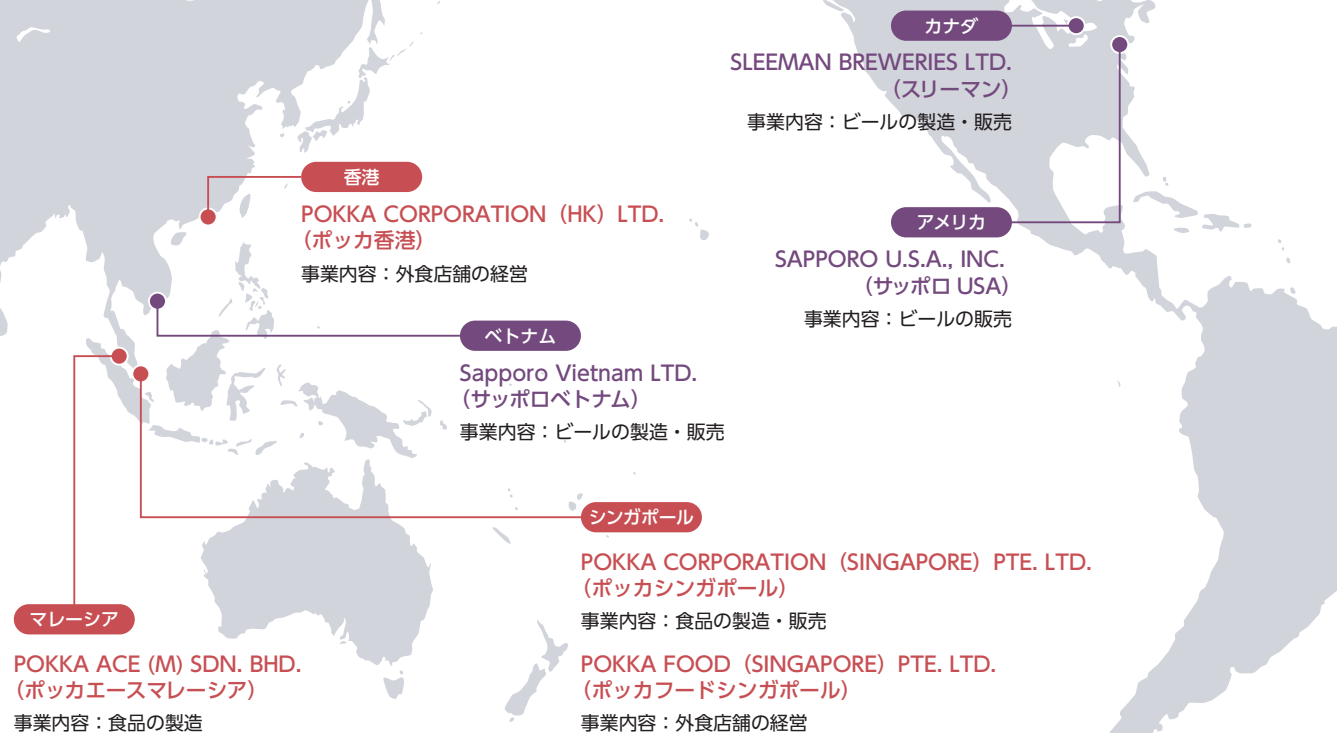 カナダ
SLEEMAN BREWERIES LTD.
（スリーマン）
事業内容：ビールの製造・販売
香港
POKKA CORPORATION（HK）LTD.
（ポッカ香港）
事業内容：外食店舗の経営
アメリカ
SAPPORO U.S.A., INC.
（サッポロ USA）
事業内容：ビールの販売
ベトナム
Sapporo Vietnam LTD.
（サッポロベトナム）
事業内容：ビールの製造・販売
シンガポール
POKKA CORPORATION（SINGAPORE）PTE. LTD.
（ポッカシンガポール）
事業内容：食品の製造・販売
POKKA FOOD（SINGAPORE）PTE. LTD.
（ポッカフードシンガポール）
事業内容：外食店舗の経営
マレーシア
POKKA ACE (M) SDN. BHD.
（ポッカエースマレーシア）
事業内容：食品の製造